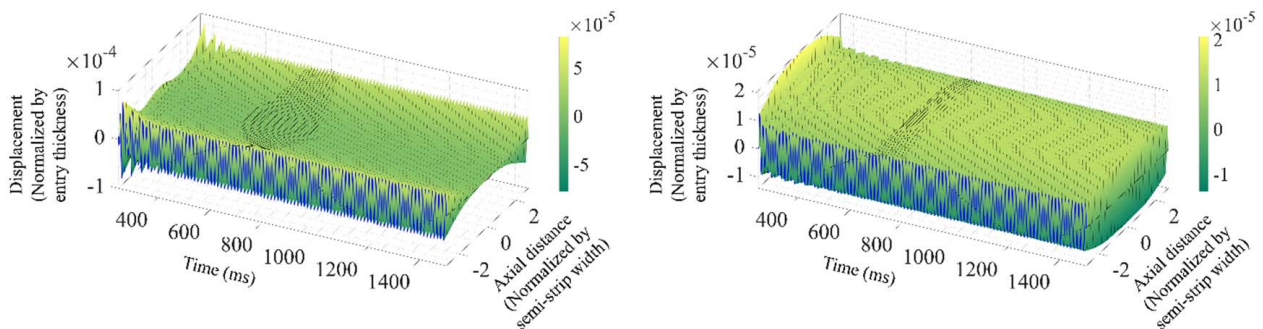 ×10⁻⁵
×10⁻⁴
5
0
-5
1
0
-1
Displacement
(Normalized by
entry thickness)
400
600
800
1000
1200
1400
Time (ms)
2
0
-2
Axial distance
(Normalized by
semi-strip width)
×10⁻⁵
×10⁻⁵
2
1
0
-1
2
1
0
-1
Displacement
(Normalized by
entry thickness)
400
600
800
1000
1200
1400
Time (ms)
2
0
-2
Axial distance
(Normalized by
semi-strip width)